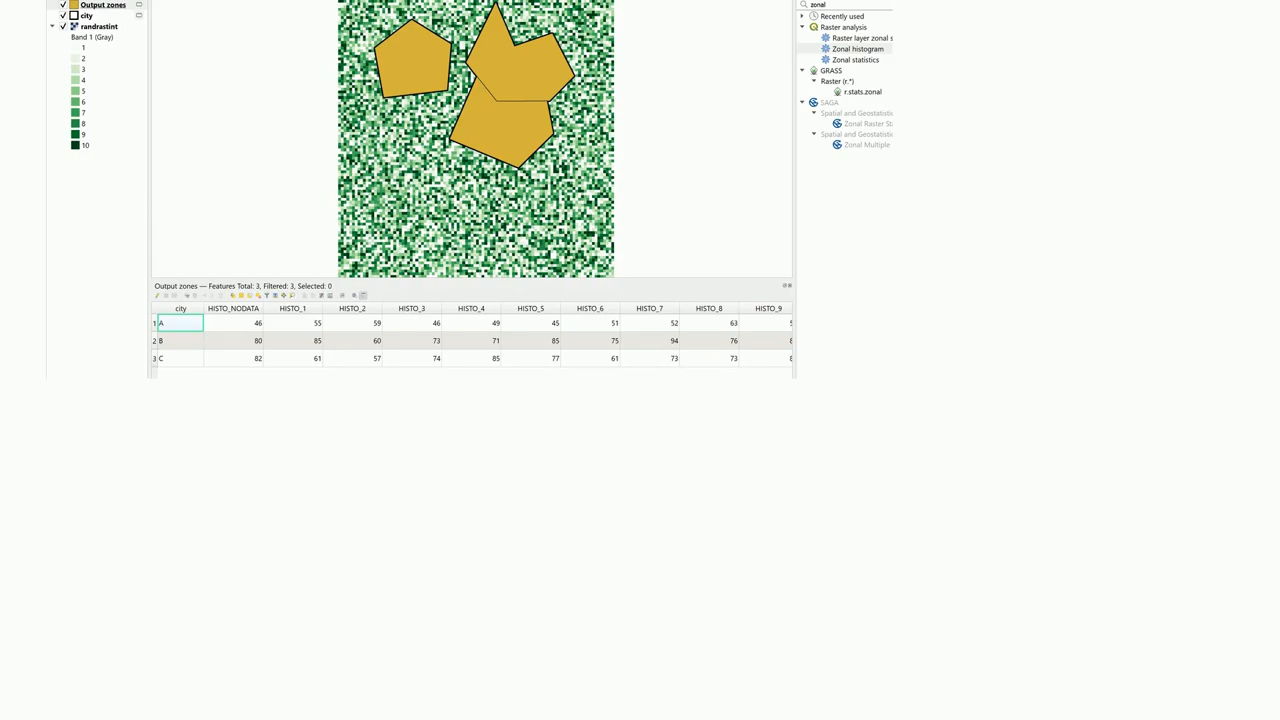 Output zones
city
randrastint
Band 1 (Gray)
1
2
3
4
5
6
7
8
9
10
zonal
Recently used
Raster analysis
Raster layer zonal s
Zonal histogram
Zonal statistics
GRASS
Raster (r.*)
r.stats.zonal
SAGA
Spatial and Geostatistic
Zonal Raster St
Spatial and Geostatistic
Zonal Multiple
Output zones — Features Total: 3, Filtered: 3, Selected: 0
city HISTO_NODATA HISTO_1 HISTO_2 HISTO_3 HISTO_4 HISTO_5 HISTO_6 HISTO_7 HISTO_8 HISTO_9
1 A 46 55 59 46 49 45 51 52 63
2 B 80 85 60 73 71 85 75 94 76
3 C 82 61 57 74 85 77 61 73 73